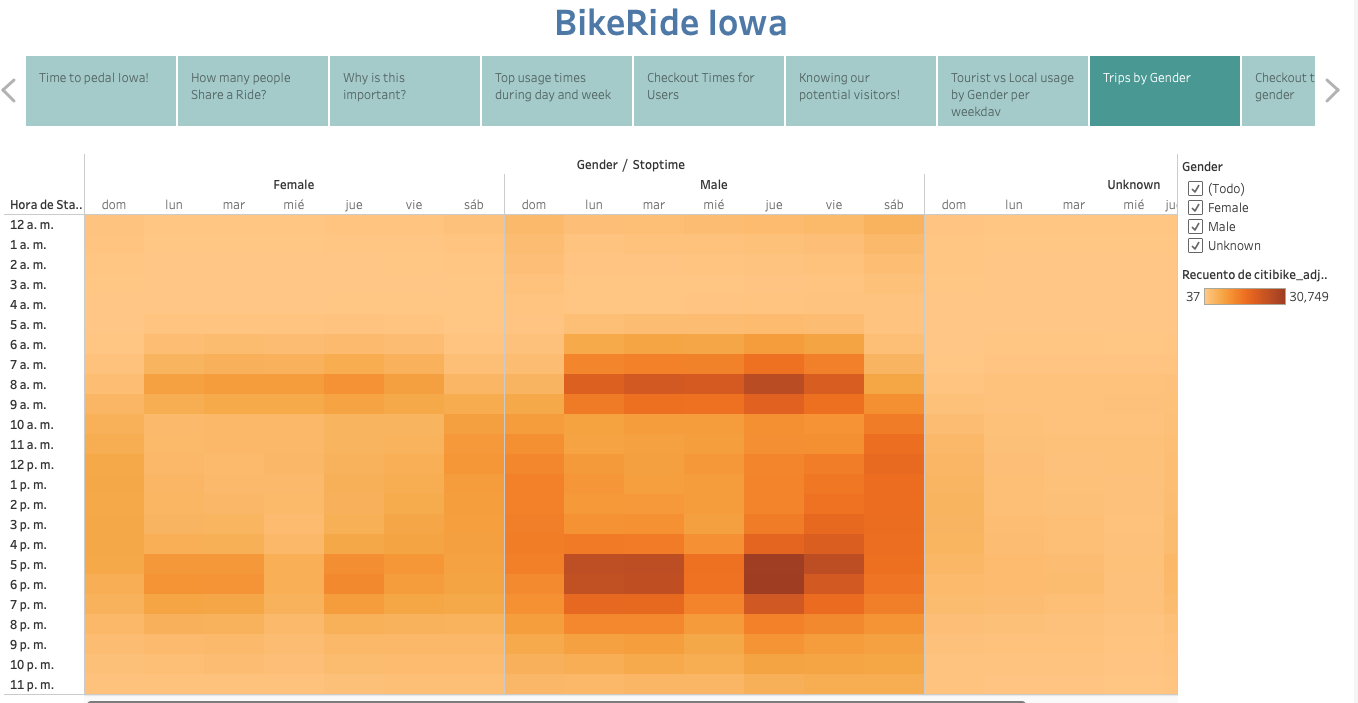 BikeRide Iowa
Time to pedal Iowa!
How many people
Share a Ride?
Why is this
important?
Top usage times
during day and week
Checkout Times for
Users
Knowing our
potential visitors!
Tourist vs Local usage
by Gender per
weekday
Trips by Gender
Checkout t
gender
Gender / Stoptime
Female Male Unknown
Hora de Sta.. dom lun mar mié jue vie sáb dom lun mar mié jue vie sáb dom lun mar mié ju
12 a. m.
1 a. m.
2 a. m.
3 a. m.
4 a. m.
5 a. m.
6 a. m.
7 a. m.
8 a. m.
9 a. m.
10 a. m.
11 a. m.
12 p. m.
1 p. m.
2 p. m.
3 p. m.
4 p. m.
5 p. m.
6 p. m.
7 p. m.
8 p. m.
9 p. m.
10 p. m.
11 p. m.
Gender
(Todo)
Female
Male
Unknown
Recuento de citibike_adj..
37 30,749